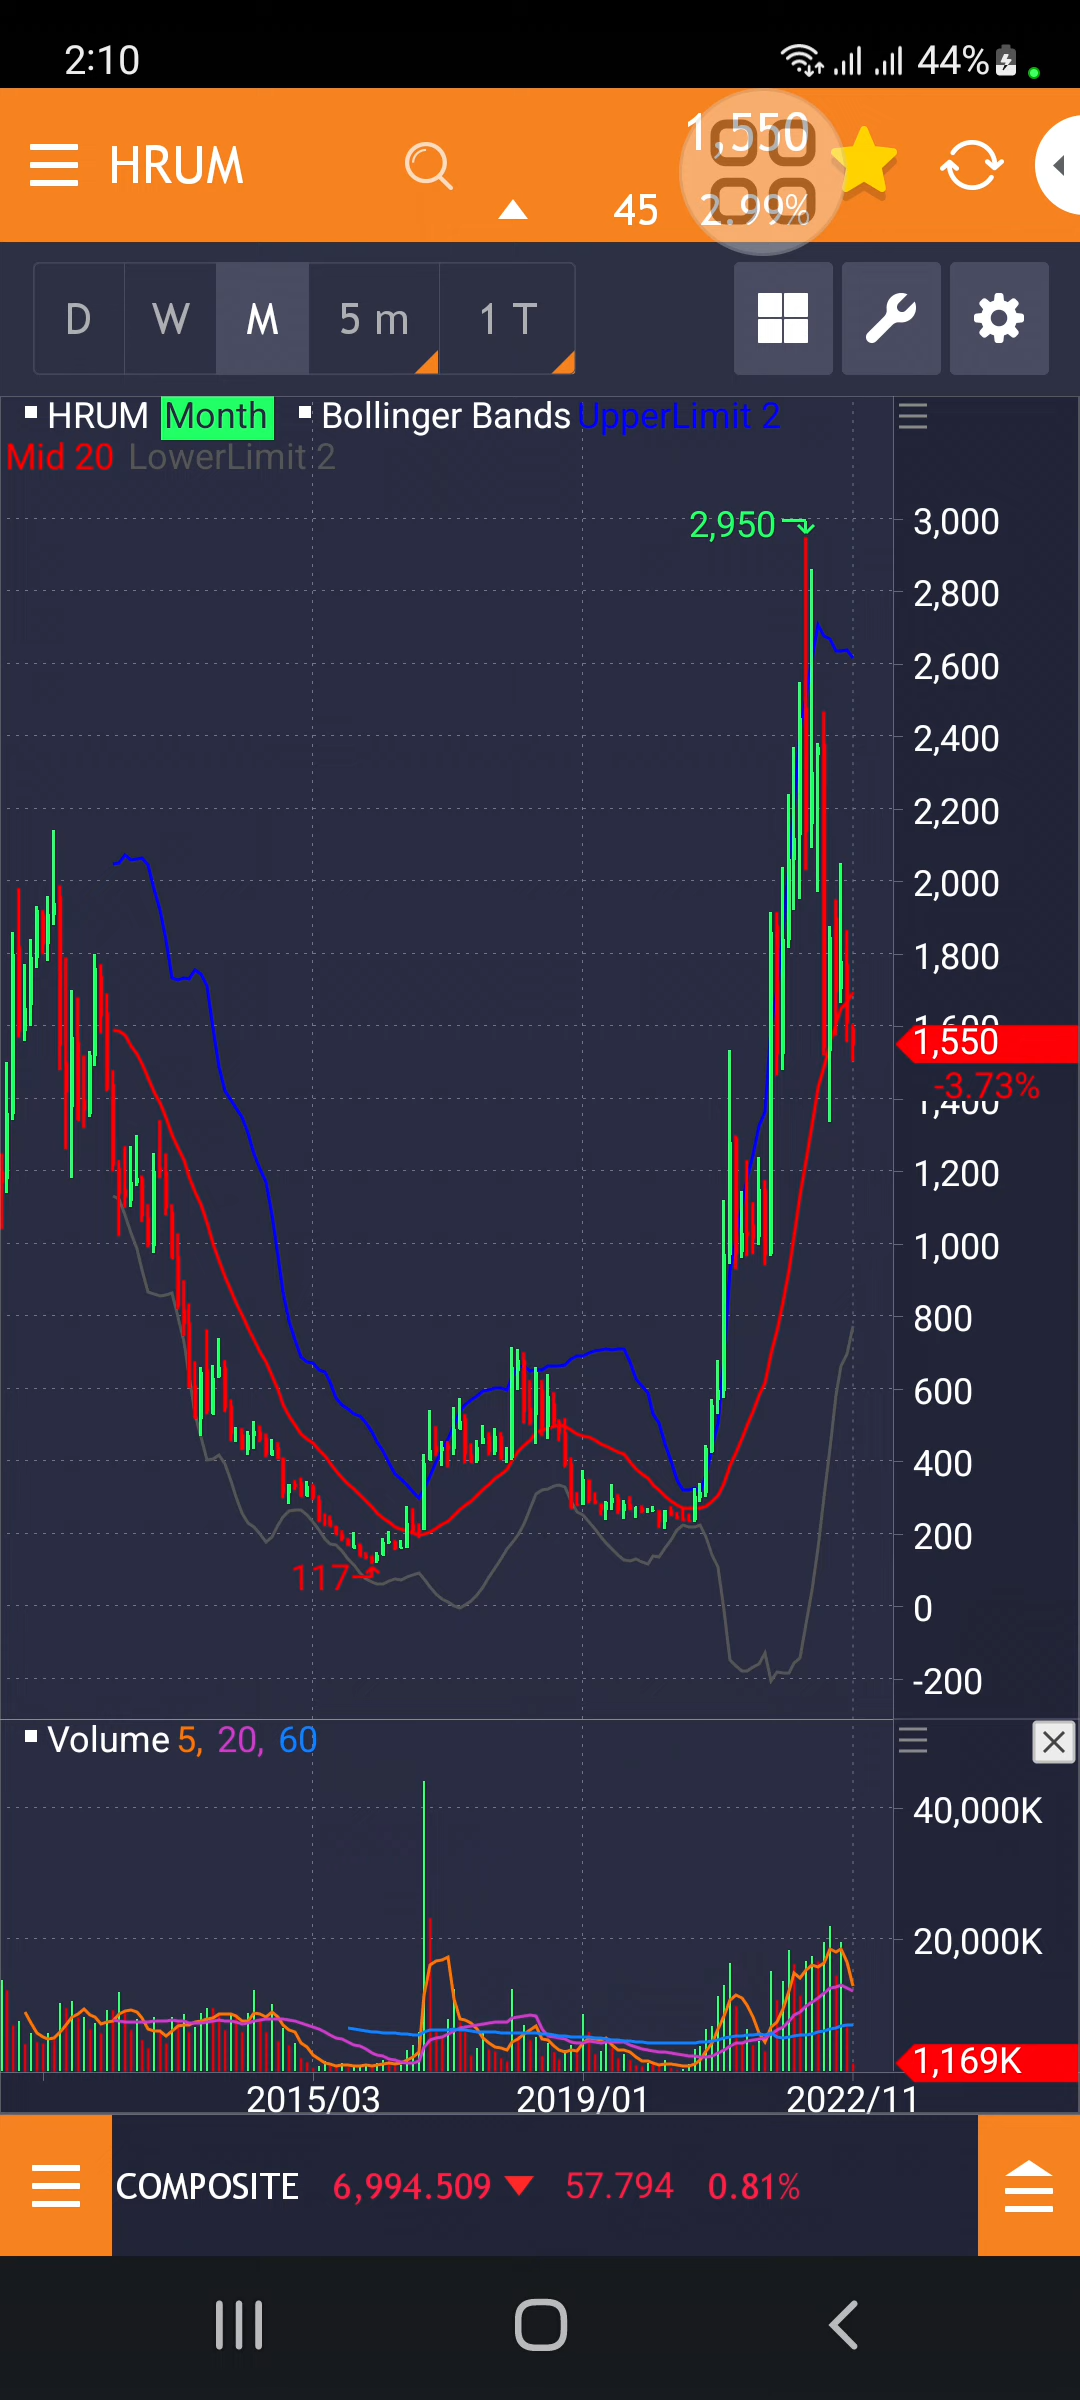 2:10 44%
HRUM 1,550
45 2.99%
D W M 5 m 1 T
HRUM Month Bollinger Bands UpperLimit 2
Mid 20 LowerLimit 2
2,950 3,000
2,800
2,600
2,400
2,200
2,000
1,800
1,600
1,550
-3.73%
1,400
1,200
1,000
800
600
400
200
117
0
-200
Volume 5, 20, 60
40,000K
20,000K
1,169K
2015/03 2019/01 2022/11
COMPOSITE 6,994.509 57.794 0.81%